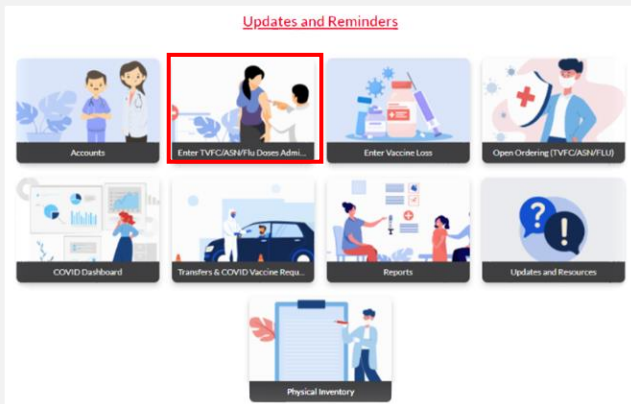 Updates and Reminders
Accounts
Enter TVFC/ASN/Flu Doses Admi...
Enter Vaccine Loss
Open Ordering (TVFC/ASN/FLU)
COVID Dashboard
Transfers & COVID Vaccine Requ...
Reports
Updates and Resources
Physical Inventory